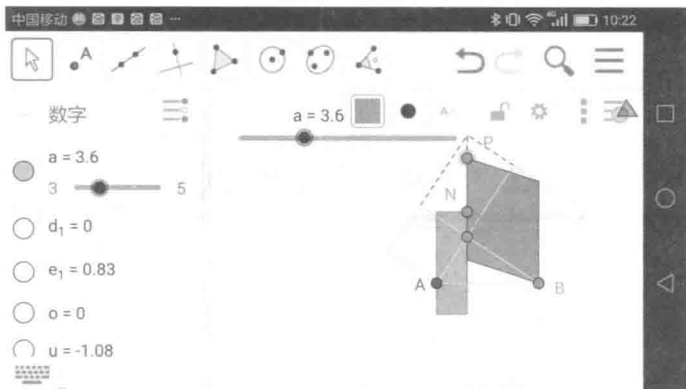 中国移动 10:22
A
数字
a = 3.6
a = 3.6
3 5
P
N
d₁ = 0
e₁ = 0.83
A B
o = 0
u = -1.08